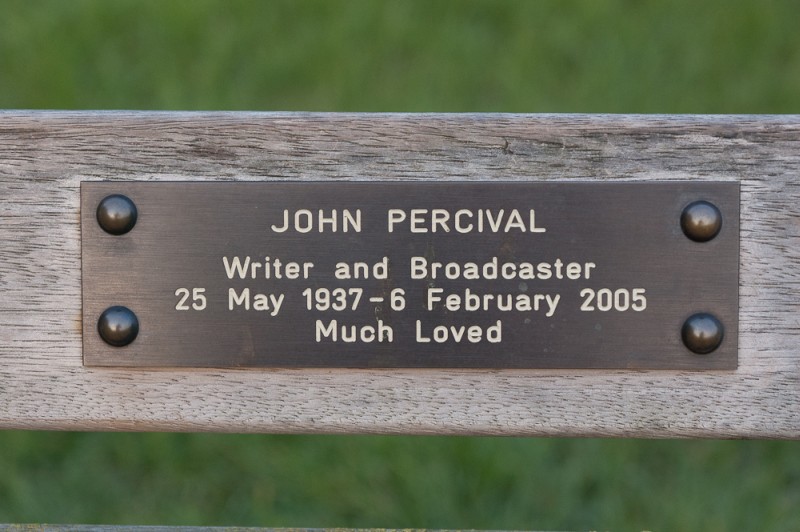 JOHN PERCIVAL
Writer and Broadcaster
25 May 1937-6 February 2005
Much Loved